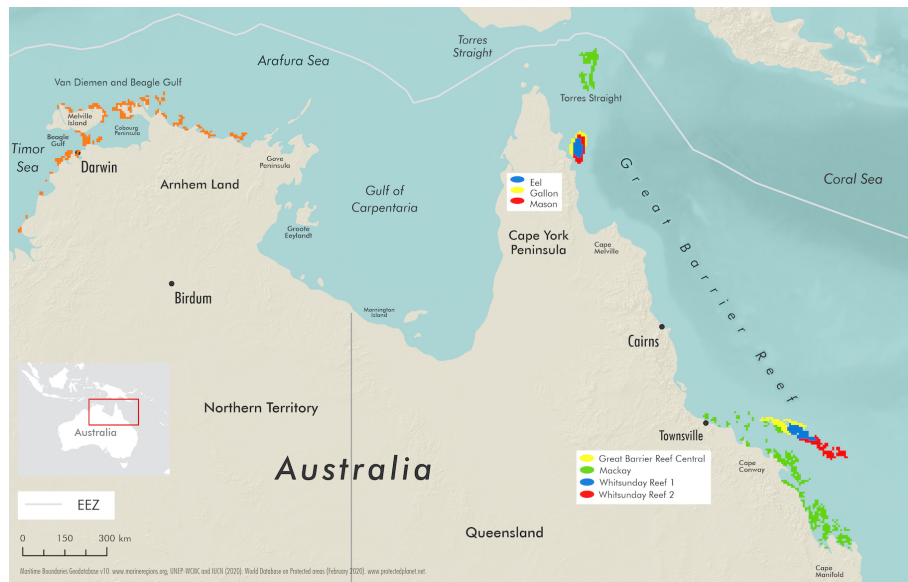 Torres
Straight
Arafura Sea
Van Diemen and Beagle Gulf
Torres Straight
Melville
Island
Cobourg
Peninsula
Beagle
Gulf
Timor
Sea
Darwin
Gove
Peninsula
Arnhem Land
Gulf of
Carpentaria
Eel
Gallon
Mason
Great Barrier Reef
Coral Sea
Groote
Eeylandt
Cape York
Peninsula
Cape
Melville
Birdum
Mornington
Island
Cairns
Northern Territory
Australia
Townsville
Cape
Conway
Great Barrier Reef Central
Mackay
Whitsunday Reef 1
Whitsunday Reef 2
Australia
EEZ
Queensland
0 150 300 km
Cape
Manifold
Maritime Boundaries Geodatabase v10. www.marineregions.org, UNEP-WCMC and IUCN (2020). World Database on Protected areas (February 2020). www.protectedplanet.net.